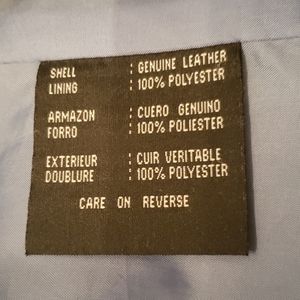 SHELL : GENUINE LEATHER
LINING : 100% POLYESTER
ARMAZON : CUERO GENUINO
FORRO : 100% POLIESTER
EXTERIEUR : CUIR VERITABLE
DOUBLURE : 100% POLYESTER
CARE ON REVERSE